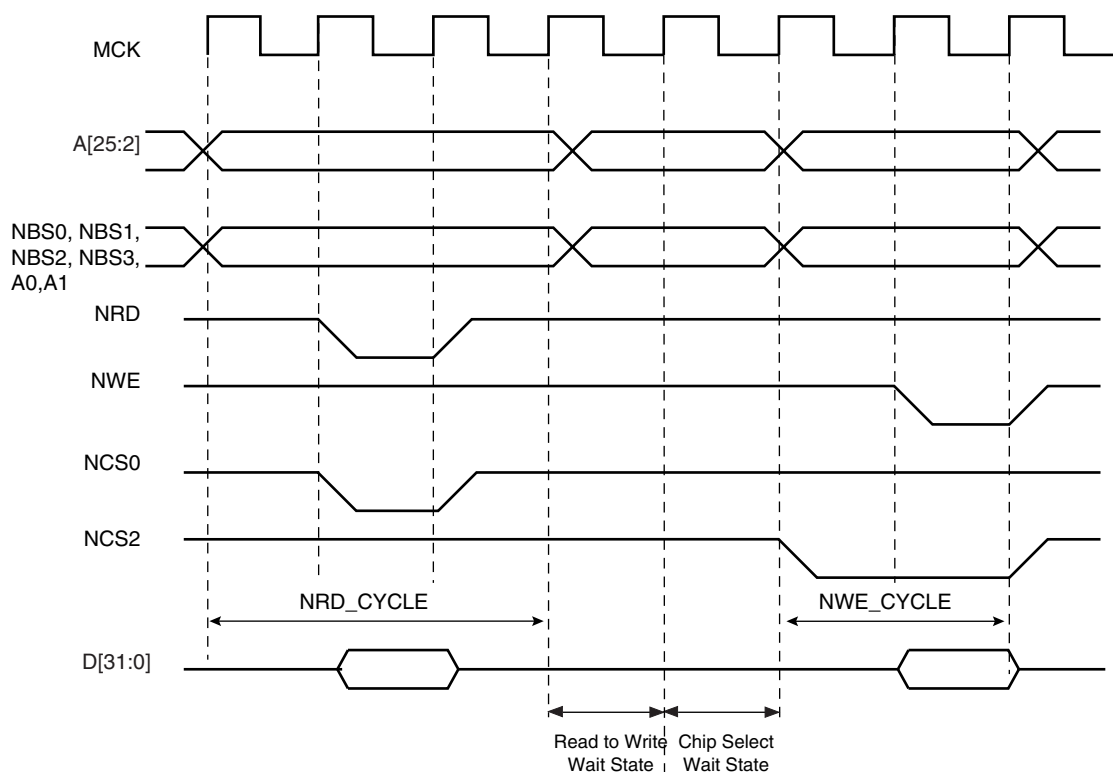 MCK
A[25:2]
NBS0, NBS1,
NBS2, NBS3,
A0,A1
NRD
NWE
NCS0
NCS2
NRD_CYCLE
NWE_CYCLE
D[31:0]
Read to Write
Wait State
Chip Select
Wait State